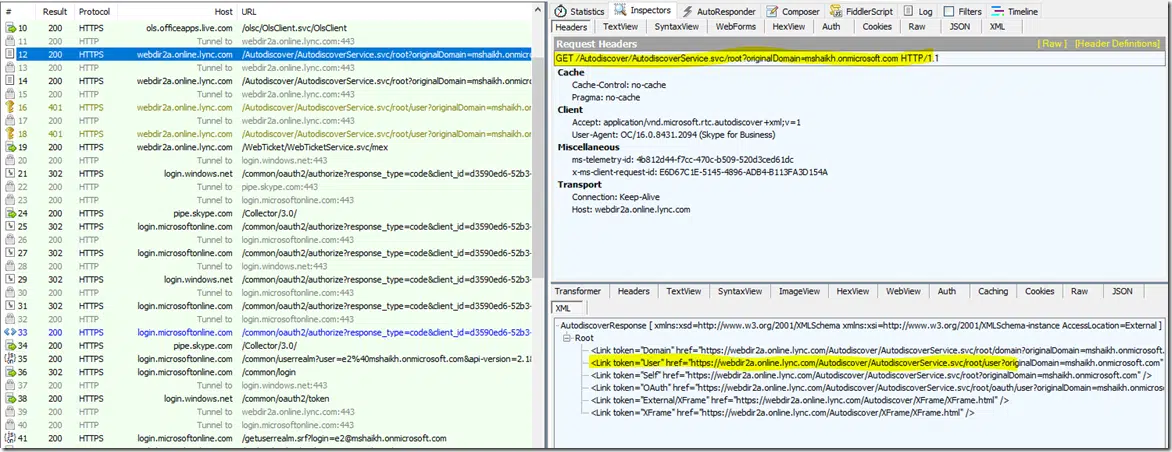 # Result Protocol Host URL
10 200 HTTPS ols.officeapps.live.com /olsc/OlsClient.svc/OlsClient
11 200 HTTP Tunnel to webdir2a.online.lync.com:443
12 200 HTTPS webdir2a.online.lync.com /Autodiscover/AutodiscoverService.svc/root?originalDomain=mshaikh.onmicrosoft.com
13 200 HTTP Tunnel to webdir2a.online.lync.com:443
14 200 HTTPS webdir2a.online.lync.com /Autodiscover/AutodiscoverService.svc/root?originalDomain=mshaikh.onmicrosoft.com
15 200 HTTP Tunnel to webdir2a.online.lync.com:443
16 401 HTTPS webdir2a.online.lync.com /Autodiscover/AutodiscoverService.svc/root/user?originalDomain=mshaikh.o
17 200 HTTP Tunnel to webdir2a.online.lync.com:443
18 401 HTTPS webdir2a.online.lync.com /Autodiscover/AutodiscoverService.svc/root/user?originalDomain=mshaikh.o
19 200 HTTPS webdir2a.online.lync.com /WebTicket/WebTicketService.svc/mex
20 200 HTTP Tunnel to login.windows.net:443
21 302 HTTPS login.windows.net /common/oauth2/authorize?response_type=code&client_id=d3590ed6-52b3-
22 200 HTTP Tunnel to pipe.skype.com:443
23 200 HTTP Tunnel to login.microsoftonline.com:443
24 200 HTTPS pipe.skype.com /Collector/3.0/
25 302 HTTPS login.microsoftonline.com /common/oauth2/authorize?response_type=code&client_id=d3590ed6-52b3-
26 200 HTTP Tunnel to login.microsoftonline.com:443
27 302 HTTPS login.microsoftonline.com /common/oauth2/authorize?response_type=code&client_id=d3590ed6-52b3-
28 200 HTTP Tunnel to login.microsoftonline.com:443
29 302 HTTPS login.windows.net /common/oauth2/authorize?response_type=code&client_id=d3590ed6-52b3-
30 200 HTTP Tunnel to login.microsoftonline.com:443
31 302 HTTPS login.microsoftonline.com /common/oauth2/authorize?response_type=code&client_id=d3590ed6-52b3-
32 200 HTTP Tunnel to login.microsoftonline.com:443
33 200 HTTPS login.microsoftonline.com /common/oauth2/authorize?response_type=code&client_id=d3590ed6-52b3-
34 200 HTTPS pipe.skype.com /Collector/3.0/
35 200 HTTPS login.microsoftonline.com /common/userrealm?user=e2%40mshaikh.onmicrosoft.com&api-version=2.1
36 200 HTTPS login.microsoftonline.com /common/login
37 200 HTTP Tunnel to login.windows.net:443
38 200 HTTPS login.windows.net /common/oauth2/token
39 200 HTTP Tunnel to login.microsoftonline.com:443
40 200 HTTP Tunnel to login.microsoftonline.com:443
41 200 HTTPS login.microsoftonline.com /getuserrealm.srf?login=e2@mshaikh.onmicrosoft.com
Statistics Inspectors AutoResponder Composer FiddlerScript Log Filters Timeline
Headers TextView SyntaxView WebForms HexView Auth Cookies Raw JSON XML
Request Headers [ Raw ] [Header Definitions]
GET /Autodiscover/AutodiscoverService.svc/root?originalDomain=mshaikh.onmicrosoft.com HTTP/1.1
Cache
Cache-Control: no-cache
Pragma: no-cache
Client
Accept: application/vnd.microsoft.rtc.autodiscover+xml;v=1
User-Agent: OC/16.0.8431.2094 (Skype for Business)
Miscellaneous
ms-telemetry-id: 4b812d44-f7cc-470c-b509-520d3ced61dc
x-ms-client-request-id: E6D67C1E-5145-4896-ADB4-B113FA3D154A
Transport
Connection: Keep-Alive
Host: webdir2a.online.lync.com
Transformer Headers TextView SyntaxView ImageView HexView WebView Auth Caching Cookies Raw JSON
XML
AutodiscoverResponse [ xmlns:xsd=http://www.w3.org/2001/XMLSchema xmlns:xsi=http://www.w3.org/2001/XMLSchema-instance AccessLocation=External ]
Root
<Link token="Domain" href="https://webdir2a.online.lync.com/Autodiscover/AutodiscoverService.svc/root/domain?originalDomain=mshaikh.onmicrosoft.
<Link token="User" href="https://webdir2a.online.lync.com/Autodiscover/AutodiscoverService.svc/root/user?originalDomain=mshaikh.onmicrosoft.com"
<Link token="Self" href="https://webdir2a.online.lync.com/Autodiscover/AutodiscoverService.svc/root?originalDomain=mshaikh.onmicrosoft.com" />
<Link token="OAuth" href="https://webdir2a.online.lync.com/Autodiscover/AutodiscoverService.svc/root/oauth/user?originalDomain=mshaikh.onmicros
<Link token="External/XFrame" href="https://webdir2a.online.lync.com/Autodiscover/XFrame/XFrame.html" />
<Link token="XFrame" href="https://webdir2a.online.lync.com/Autodiscover/XFrame/XFrame.html" />